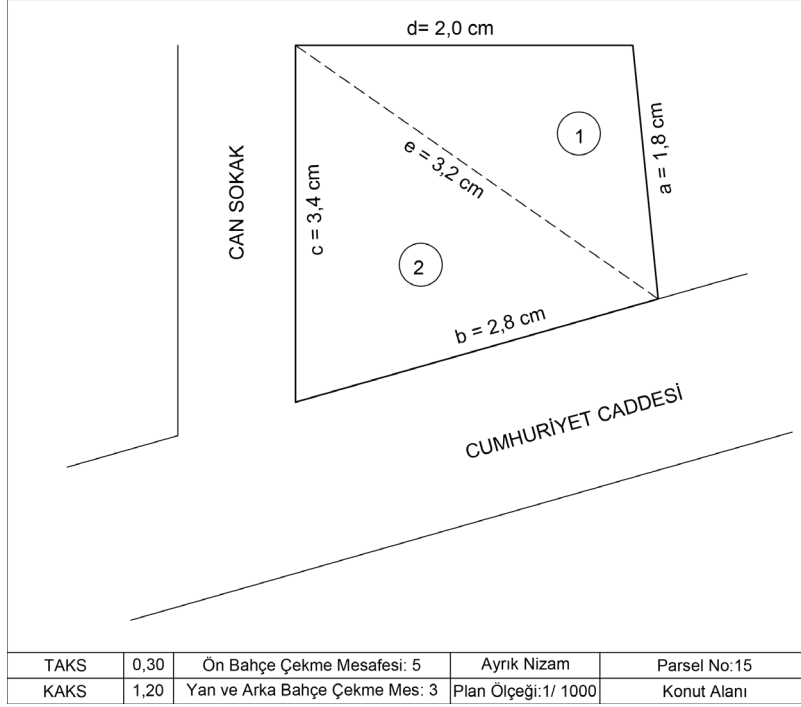 d= 2,0 cm
1
a = 1,8 cm
e = 3,2 cm
CAN SOKAK
c = 3,4 cm
2
b = 2,8 cm
CUMHURİYET CADDESİ
TAKS 0,30 Ön Bahçe Çekme Mesafesi: 5 Ayrık Nizam Parsel No:15
KAKS 1,20 Yan ve Arka Bahçe Çekme Mes: 3 Plan Ölçeği:1/ 1000 Konut Alanı